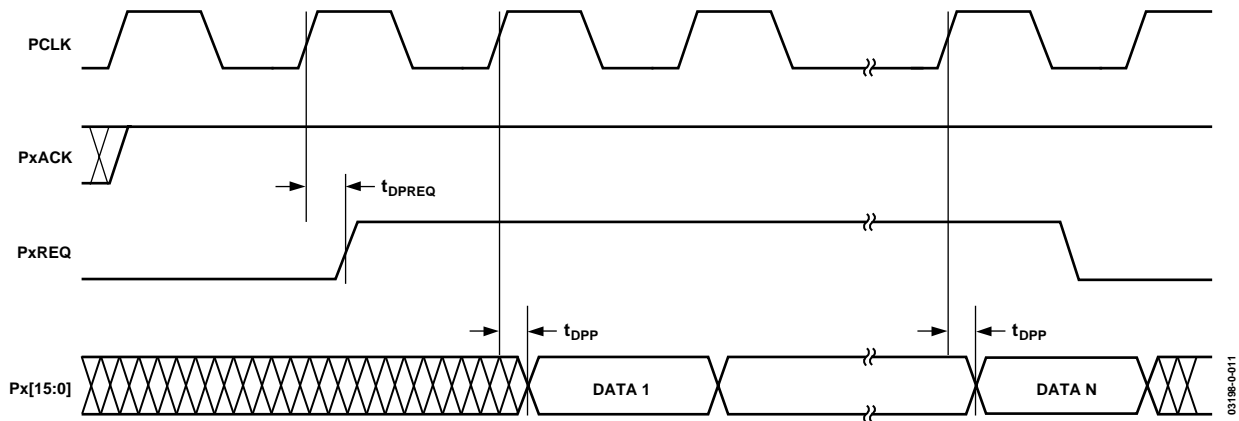 PCLK
PxACK
tDPREQ
PxREQ
tDPP
tDPP
Px[15:0]
DATA 1
DATA N
03198-0-011